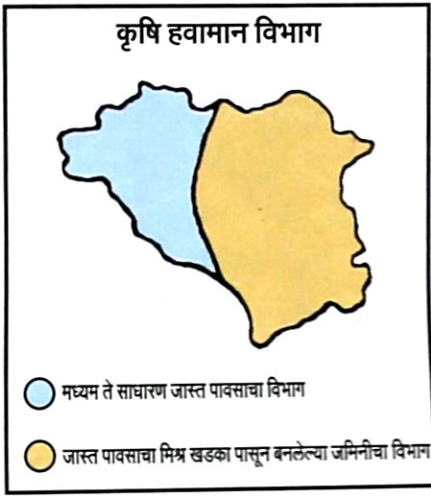 कृषि हवामान विभाग
मध्यम ते साधारण जास्त पावसाचा विभाग
जास्त पावसाचा मिश्र खडका पासून बनलेल्या जमिनीचा विभाग